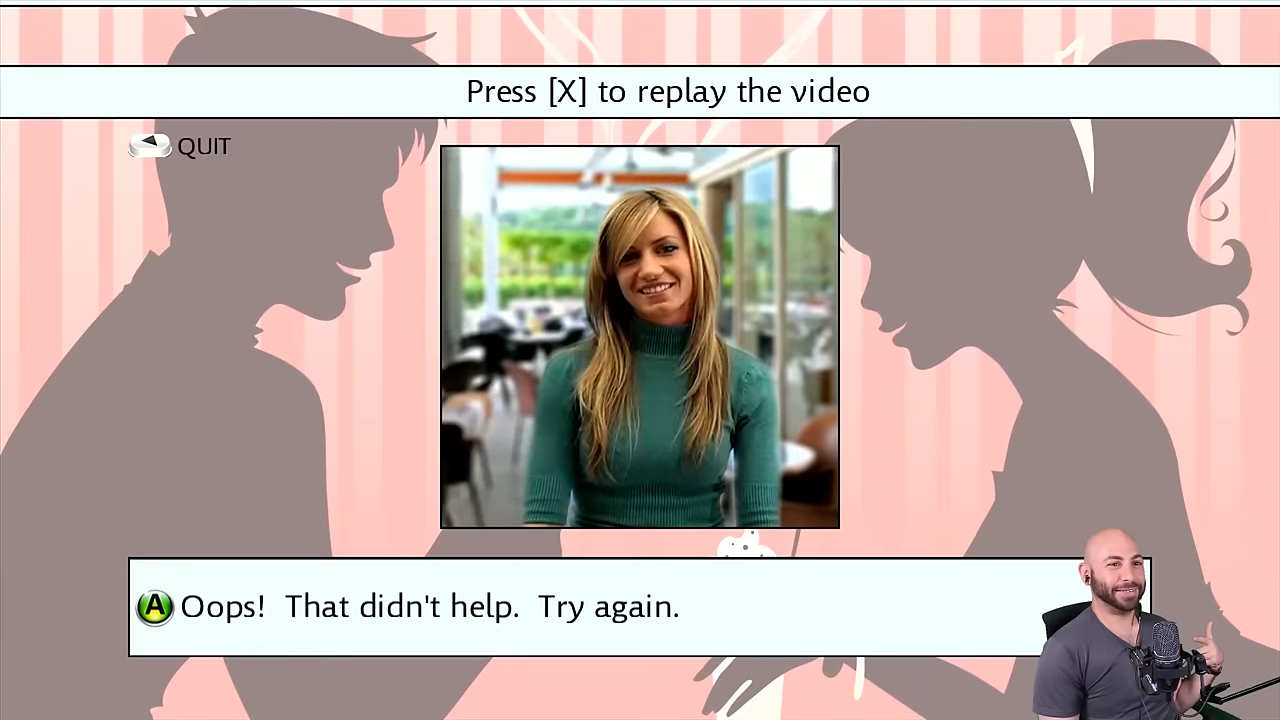 Press [X] to replay the video
QUIT
A Oops! That didn't help. Try again.